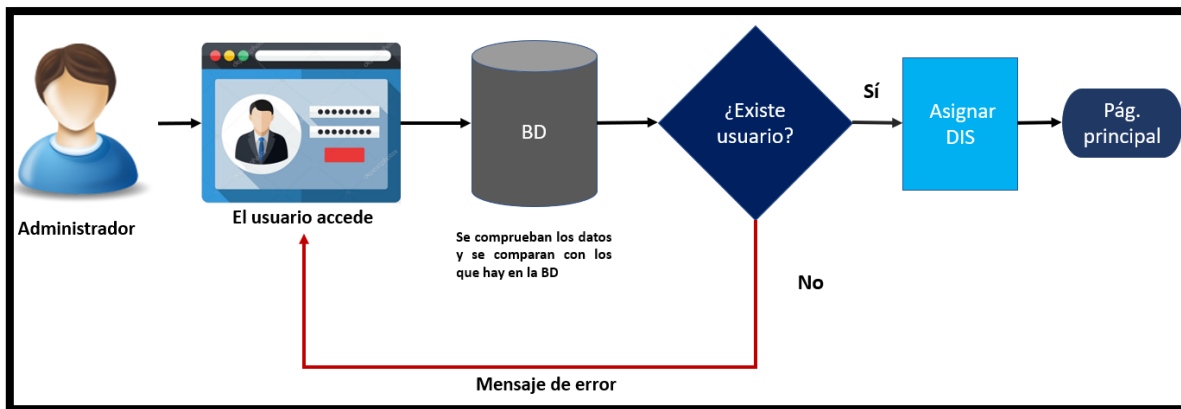 Administrador
El usuario accede
BD
Se comprueban los datos
y se comparan con los
que hay en la BD
¿Existe
usuario?
Sí
No
Mensaje de error
Asignar
DIS
Pág.
principal